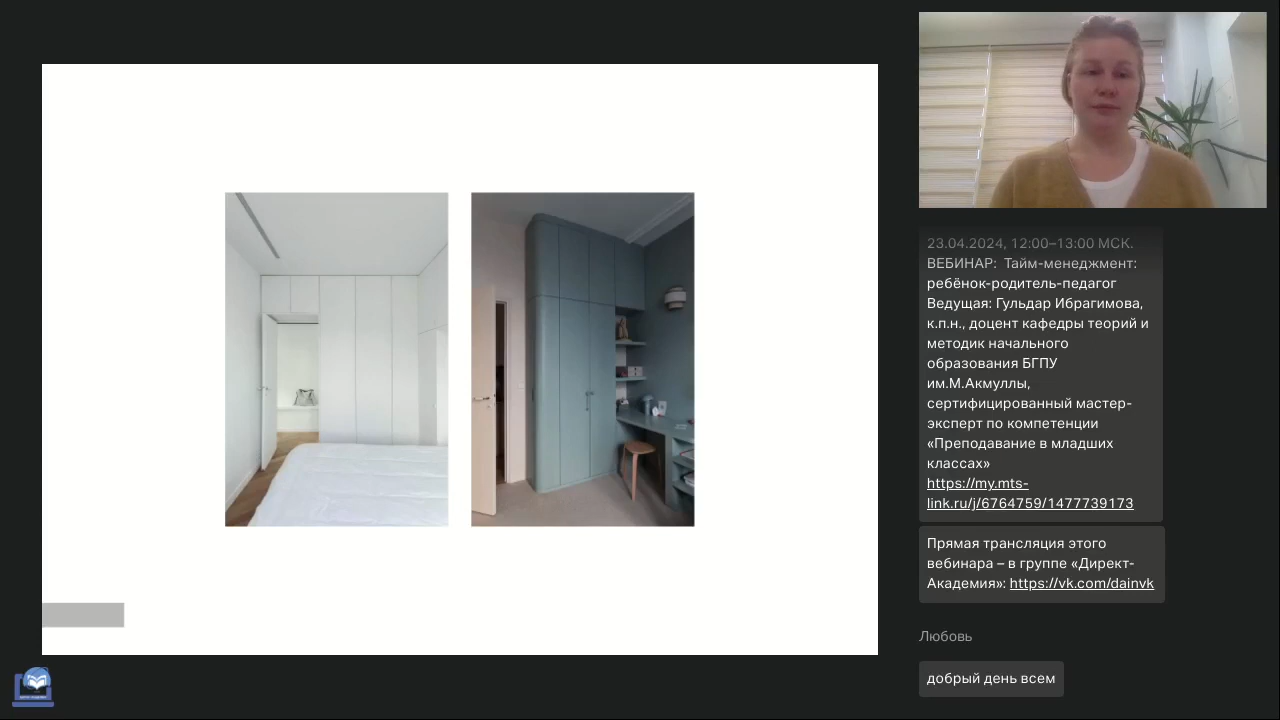 23.04.2024, 12:00–13:00 МСК.
ВЕБИНАР:  Тайм-менеджмент:
ребёнок-родитель-педагог
Ведущая: Гульдар Ибрагимова,
к.п.н., доцент кафедры теорий и
методик начального
образования БГПУ
им.М.Акмуллы,
сертифицированный мастер-
эксперт по компетенции
«Преподавание в младших
классах»
https://my.mts-
link.ru/j/6764759/1477739173
Прямая трансляция этого
вебинара – в группе «Директ-
Академия»: https://vk.com/dainvk
Любовь
добрый день всем